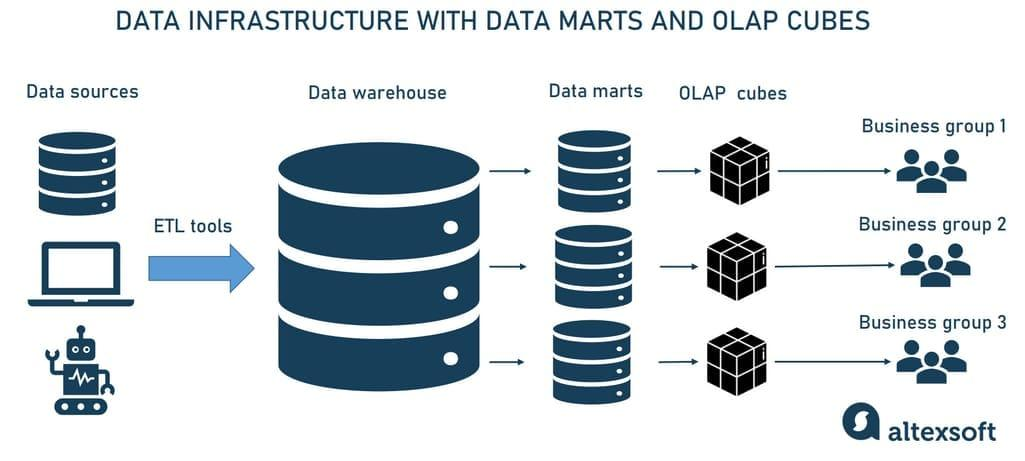 DATA INFRASTRUCTURE WITH DATA MARTS AND OLAP CUBES
Data sources
Data warehouse
Data marts
OLAP cubes
Business group 1
ETL tools
Business group 2
Business group 3
altexsoft